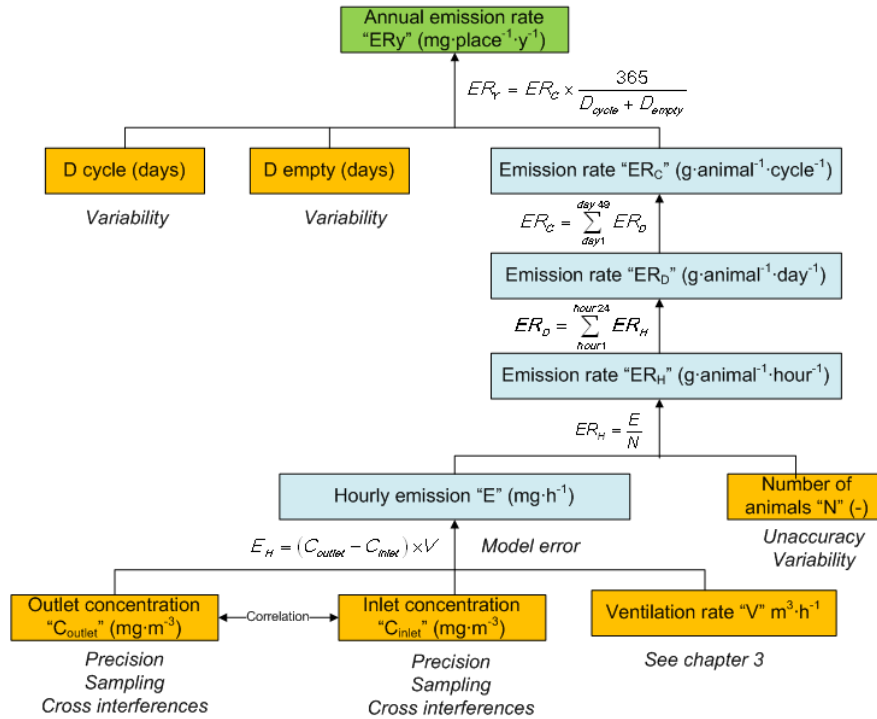 Annual emission rate
“ERy” (mg·place⁻¹·y⁻¹)
ER_Y = ER_C × 365 / (D_cycle + D_empty)
D cycle (days)
D empty (days)
Emission rate “ER_C” (g·animal⁻¹·cycle⁻¹)
Variability
Variability
ER_C = ∑_{day1}^{day 49} ER_D
Emission rate “ER_D” (g·animal⁻¹·day⁻¹)
ER_D = ∑_{hour1}^{hour24} ER_H
Emission rate “ER_H” (g·animal⁻¹·hour⁻¹)
ER_H = E / N
Hourly emission “E” (mg·h⁻¹)
Number of
animals “N” (-)
E_H = (C_outlet − C_inlet) × V
Model error
Unaccuracy
Variability
Outlet concentration
“C_outlet” (mg·m⁻³)
Correlation
Inlet concentration
“C_inlet” (mg·m⁻³)
Ventilation rate “V” m³·h⁻¹
Precision
Sampling
Cross interferences
Precision
Sampling
Cross interferences
See chapter 3